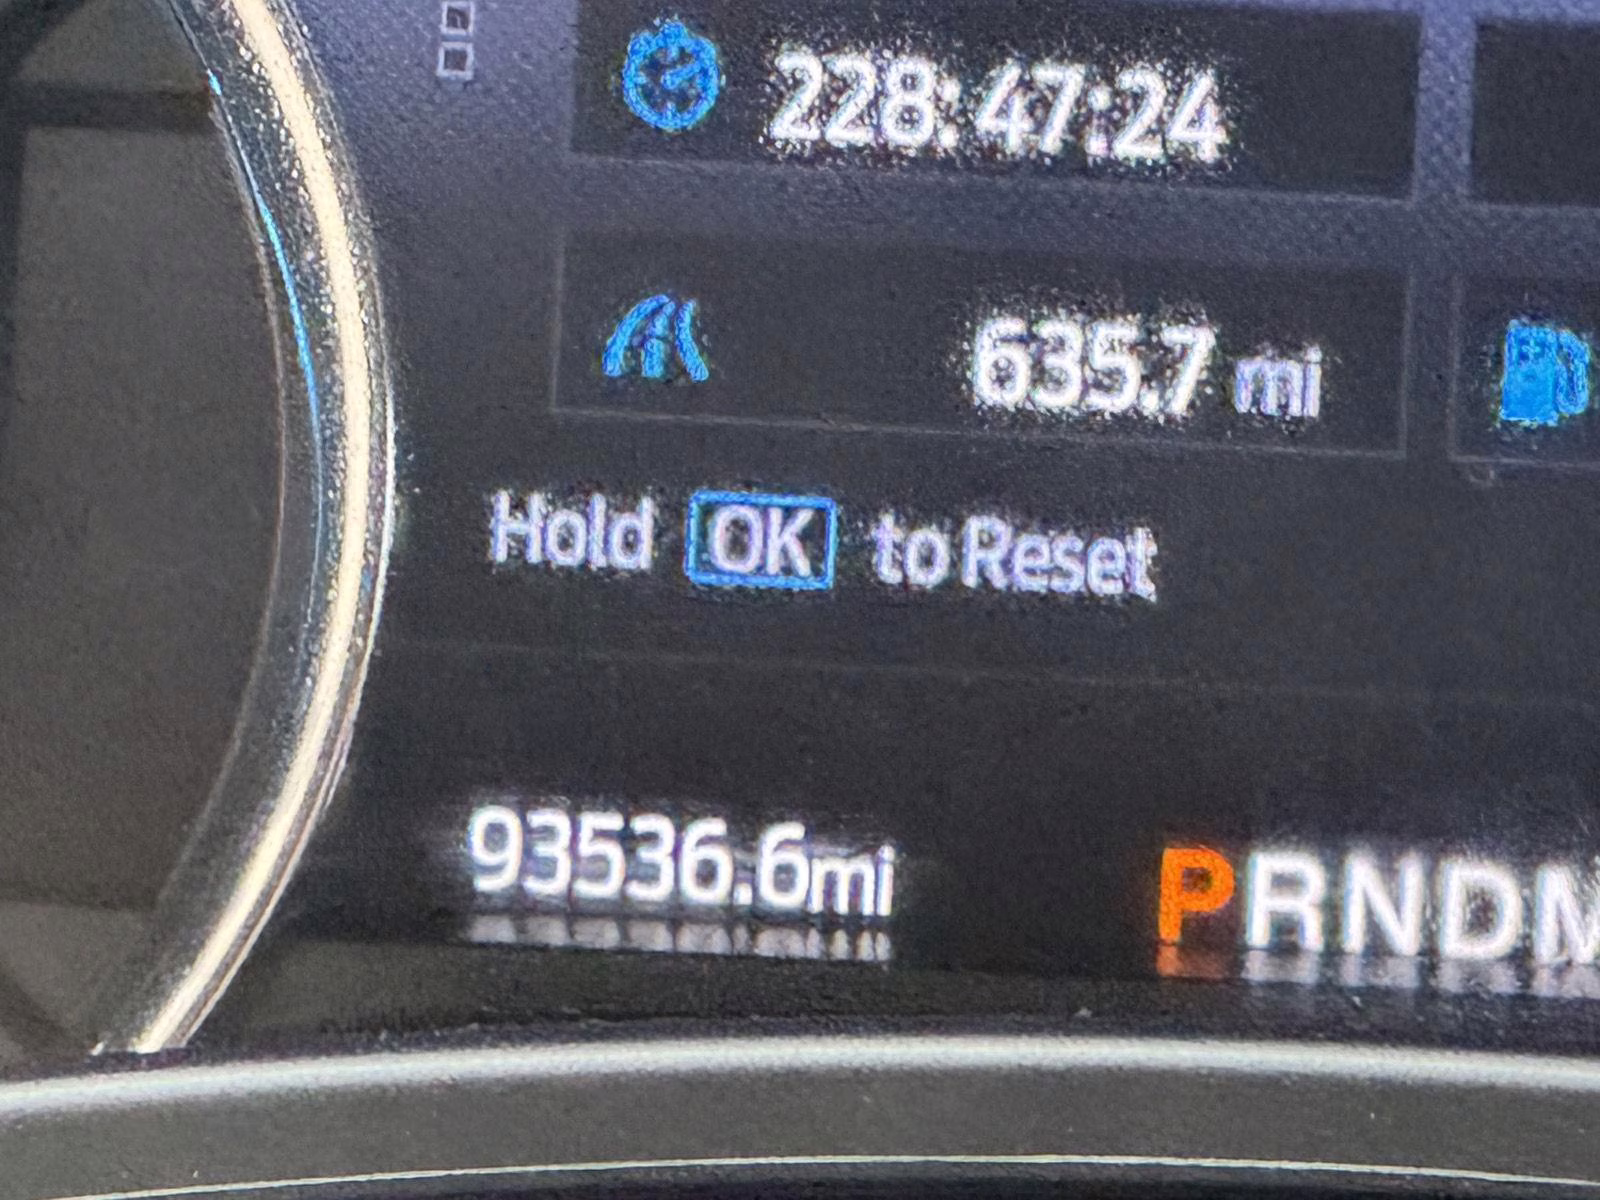 228:47:24
635.7 mi
Hold OK to Reset
93536.6mi
PRNDM